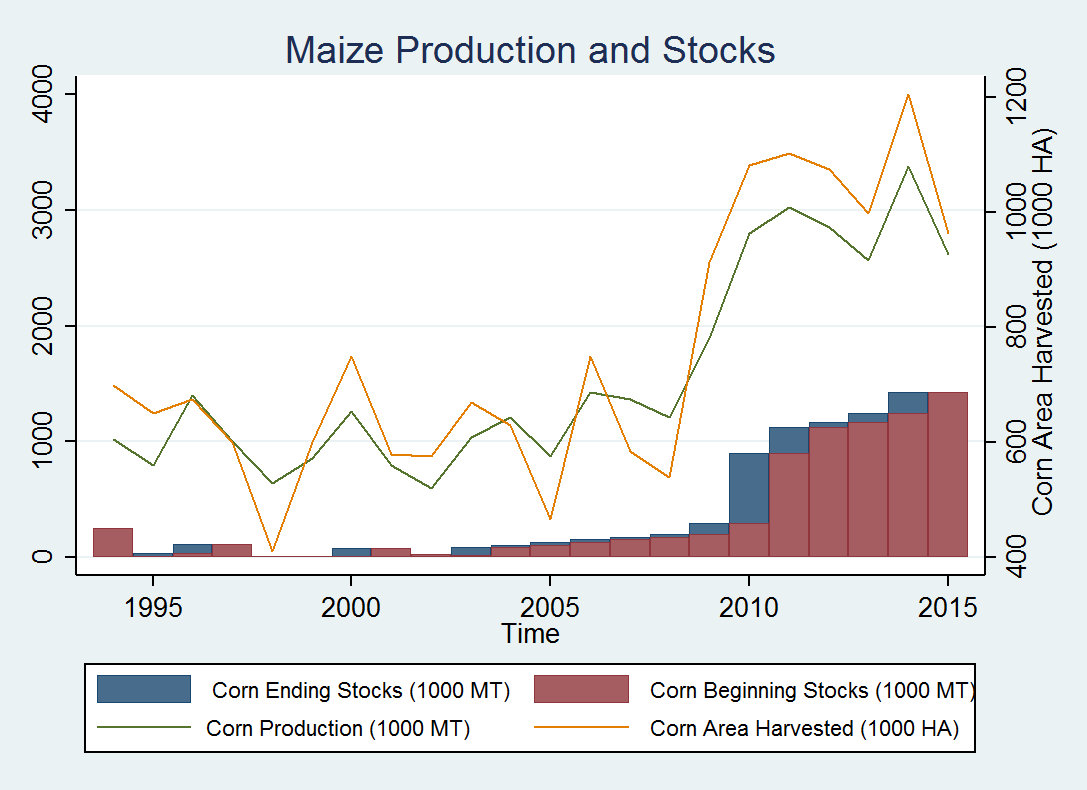 Maize Production and Stocks
4000
3000
2000
1000
0
1200
1000
800
600
400
Corn Area Harvested (1000 HA)
1995 2000 2005 2010 2015
Time
Corn Ending Stocks (1000 MT) Corn Beginning Stocks (1000 MT)
Corn Production (1000 MT) Corn Area Harvested (1000 HA)